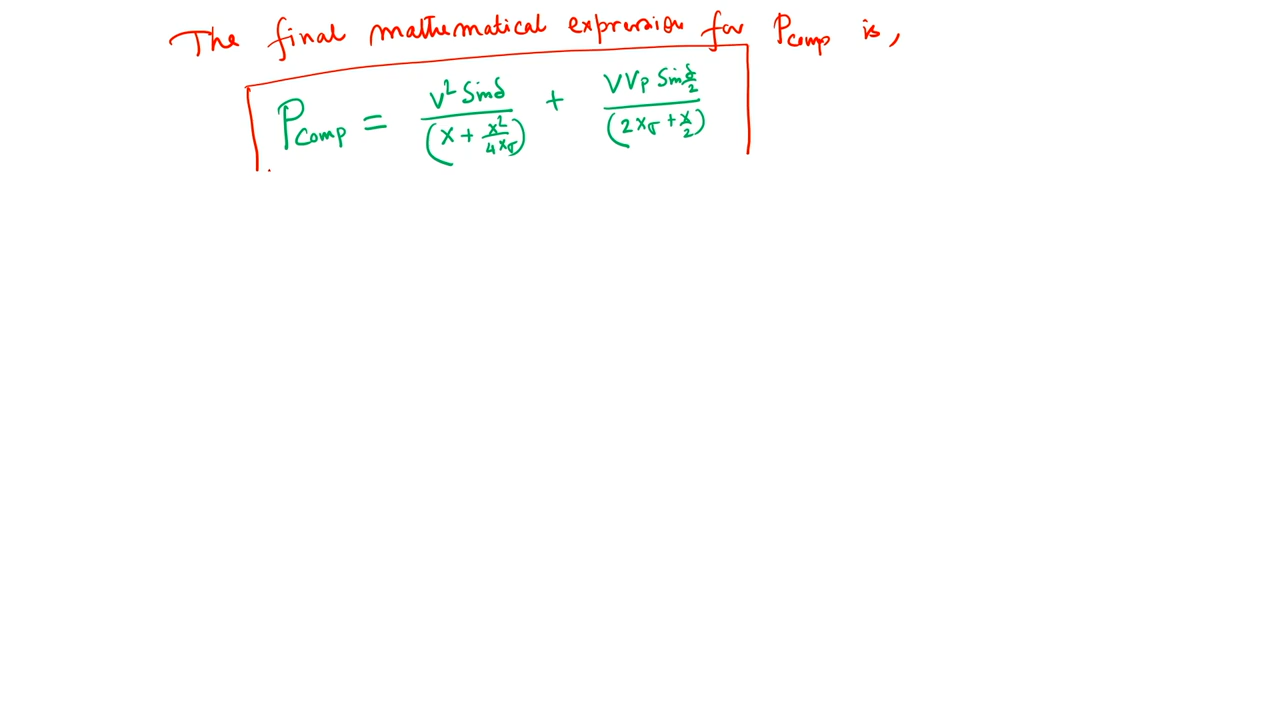 The final mathematical expression for Pcomp is,
Pcomp = V² Sinδ / (X + X²/4Xσ) + VVp Sin δ/2 / (2Xσ + X/2)